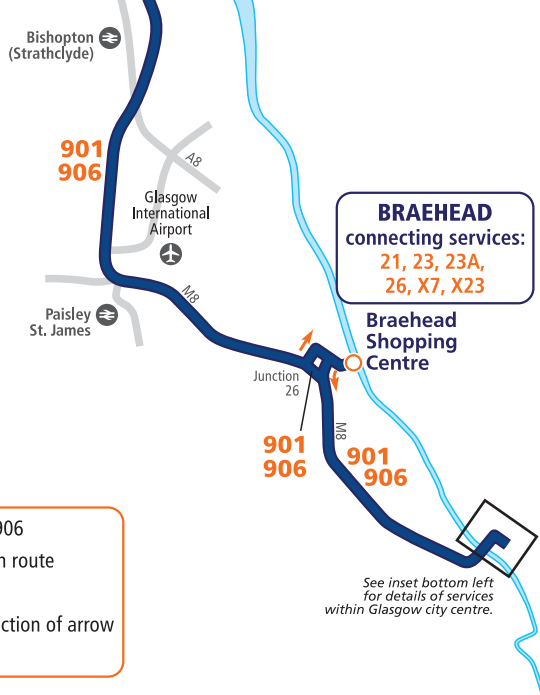 Bishopton
(Strathclyde)
901
906
A8
Glasgow
International
Airport
BRAEHEAD
connecting services:
21, 23, 23A,
26, X7, X23
M8
Paisley
St. James
Braehead
Shopping
Centre
Junction
26
M8
901
906
901
906
906
n route
ction of arrow
See inset bottom left
for details of services
within Glasgow city centre.